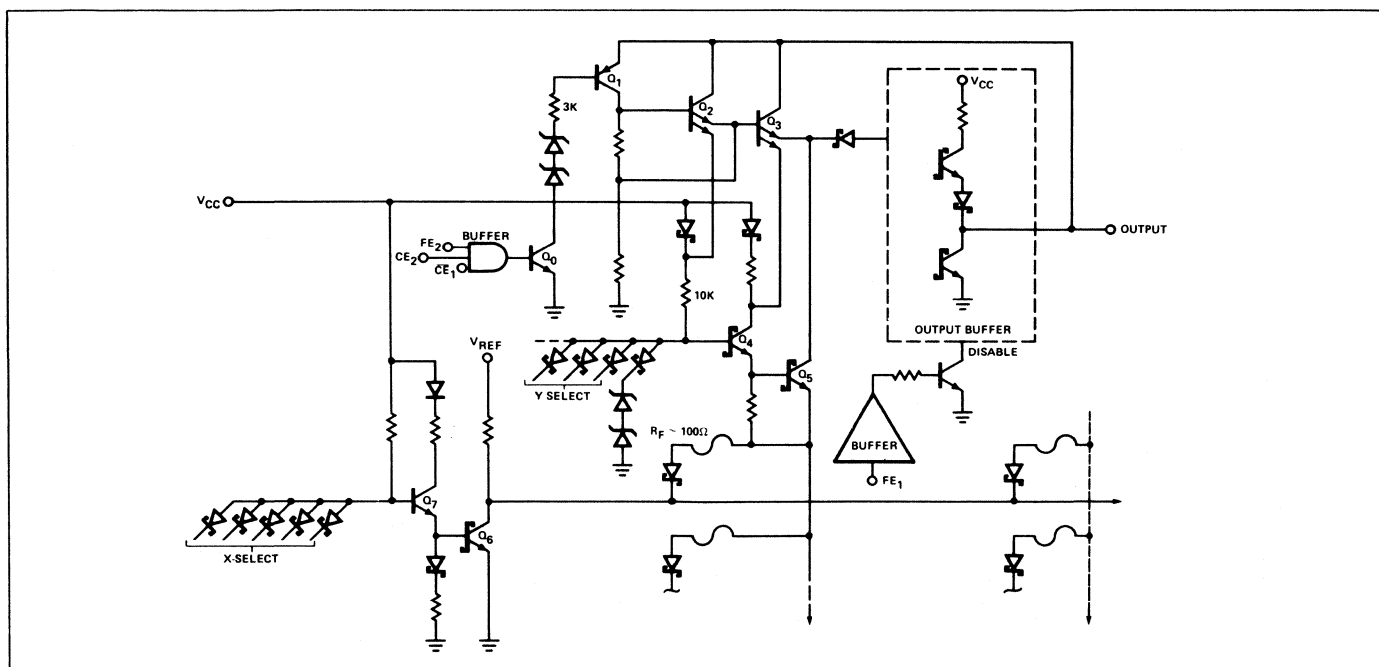 Q1
VCC
3K
Q2
Q3
VCC
FE2
BUFFER
CE2
CE1
Q0
OUTPUT
10K
OUTPUT BUFFER
VREF
Q4
DISABLE
Y SELECT
Q5
RF ~ 100Ω
BUFFER
FE1
Q7
Q6
X-SELECT